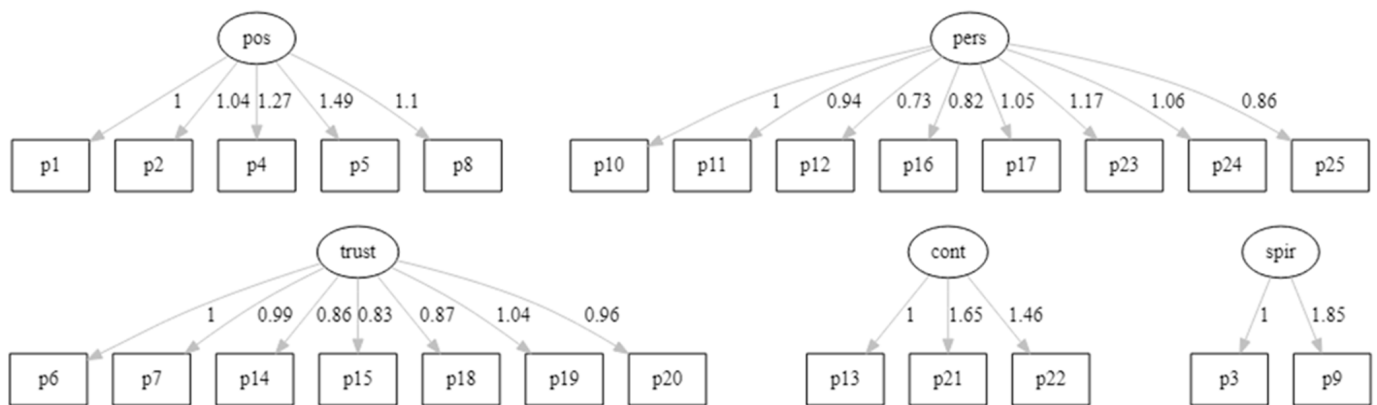 pos pers
1 1.04 1.27 1.49 1.1 1 0.94 0.73 0.82 1.05 1.17 1.06 0.86
p1 p2 p4 p5 p8 p10 p11 p12 p16 p17 p23 p24 p25
trust cont spir
1 0.99 0.86 0.83 0.87 1.04 0.96 1 1.65 1.46 1 1.85
p6 p7 p14 p15 p18 p19 p20 p13 p21 p22 p3 p9